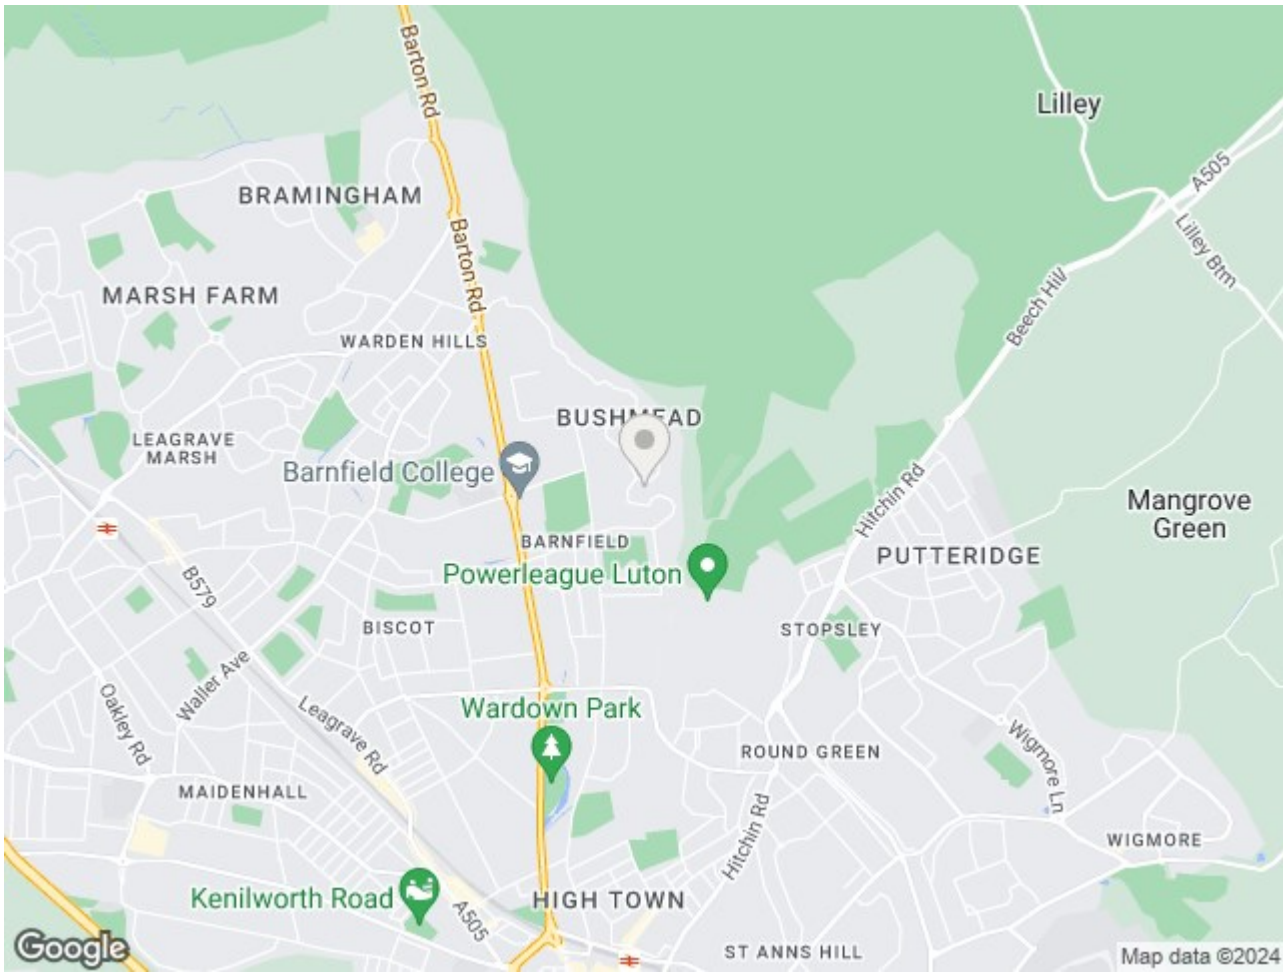 Barton Rd
Lilley
A505
BRAMINGHAM
Barton Rd
Lilley Btm
MARSH FARM
Beech Hill
WARDEN HILLS
BUSHMEAD
LEAGRAVE
MARSH
Barnfield College
Hitchin Rd
Mangrove
Green
BARNFIELD
PUTTERIDGE
Powerleague Luton
B579
BISCOT
STOPSLEY
Waller Ave
Oakley Rd
Leagrave Rd
Wardown Park
ROUND GREEN
Wigmore Ln
MAIDENHALL
Hitchin Rd
WIGMORE
Kenilworth Road
A505
HIGH TOWN
ST ANNS HILL
Google
Map data ©2024